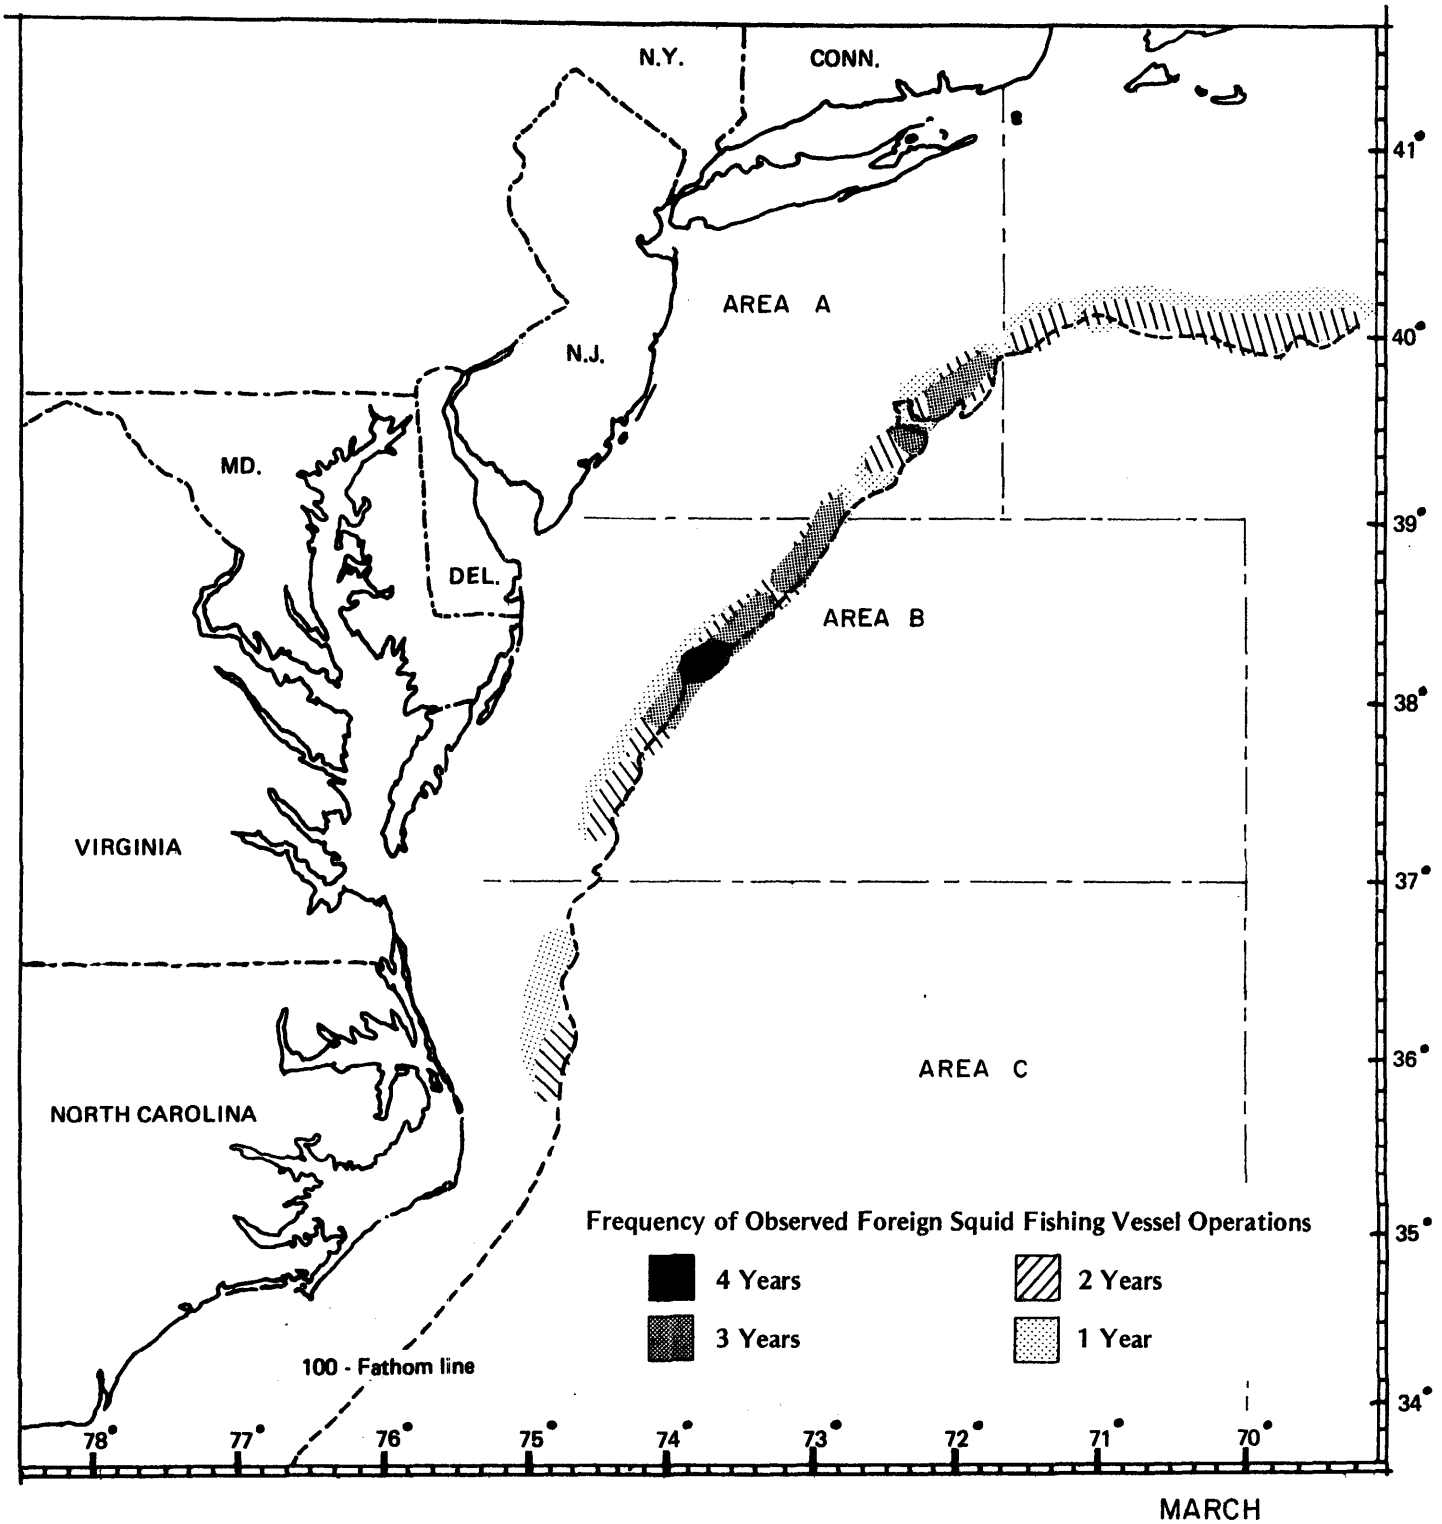 N.Y.
CONN.
41°
AREA A
40°
N.J.
MD.
39°
DEL.
AREA B
38°
VIRGINIA
37°
36°
AREA C
NORTH CAROLINA
Frequency of Observed Foreign Squid Fishing Vessel Operations
35°
4 Years
2 Years
3 Years
1 Year
100 - Fathom line
34°
78° 77° 76° 75° 74° 73° 72° 71° 70°
MARCH